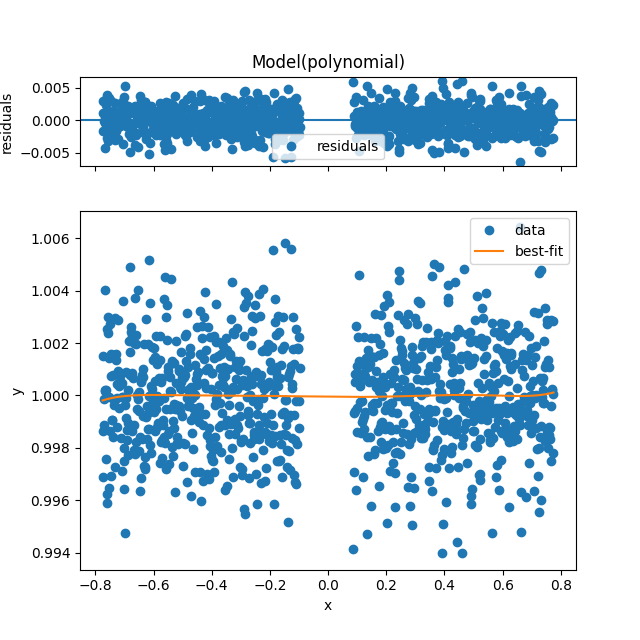 Model(polynomial)
0.005
0.000
−0.005
residuals
residuals
1.006
1.004
1.002
1.000
0.998
0.996
0.994
y
data
best-fit
−0.8 −0.6 −0.4 −0.2 0.0 0.2 0.4 0.6 0.8
x